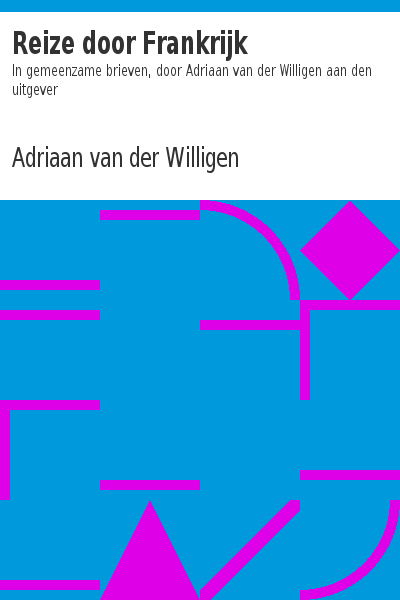 Reize door Frankrijk
In gemeenzame brieven, door Adriaan van der Willigen aan den
uitgever
Adriaan van der Willigen